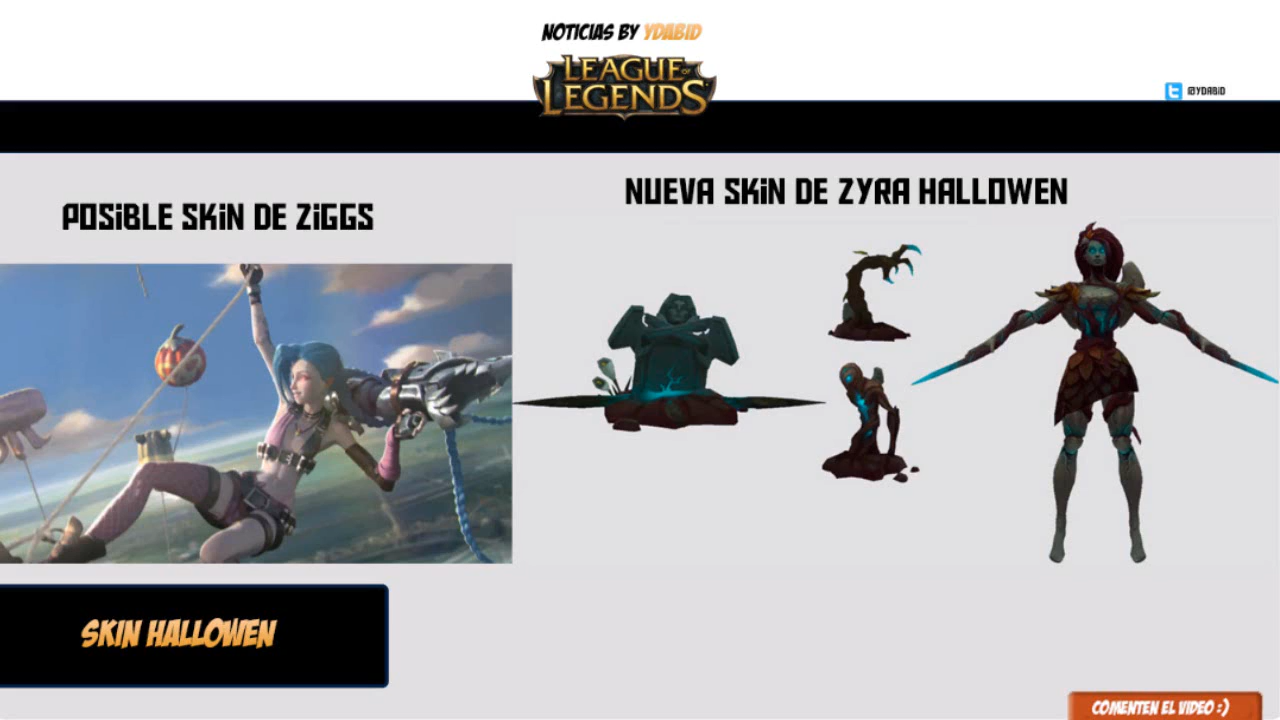 NOTICIAS BY YDABID
LEAGUE OF
LEGENDS
@YDABID
POSIBLE SKIN DE ZIGGS
NUEVA SKIN DE ZYRA HALLOWEN
SKIN HALLOWEN
COMENTEN EL VIDEO :)